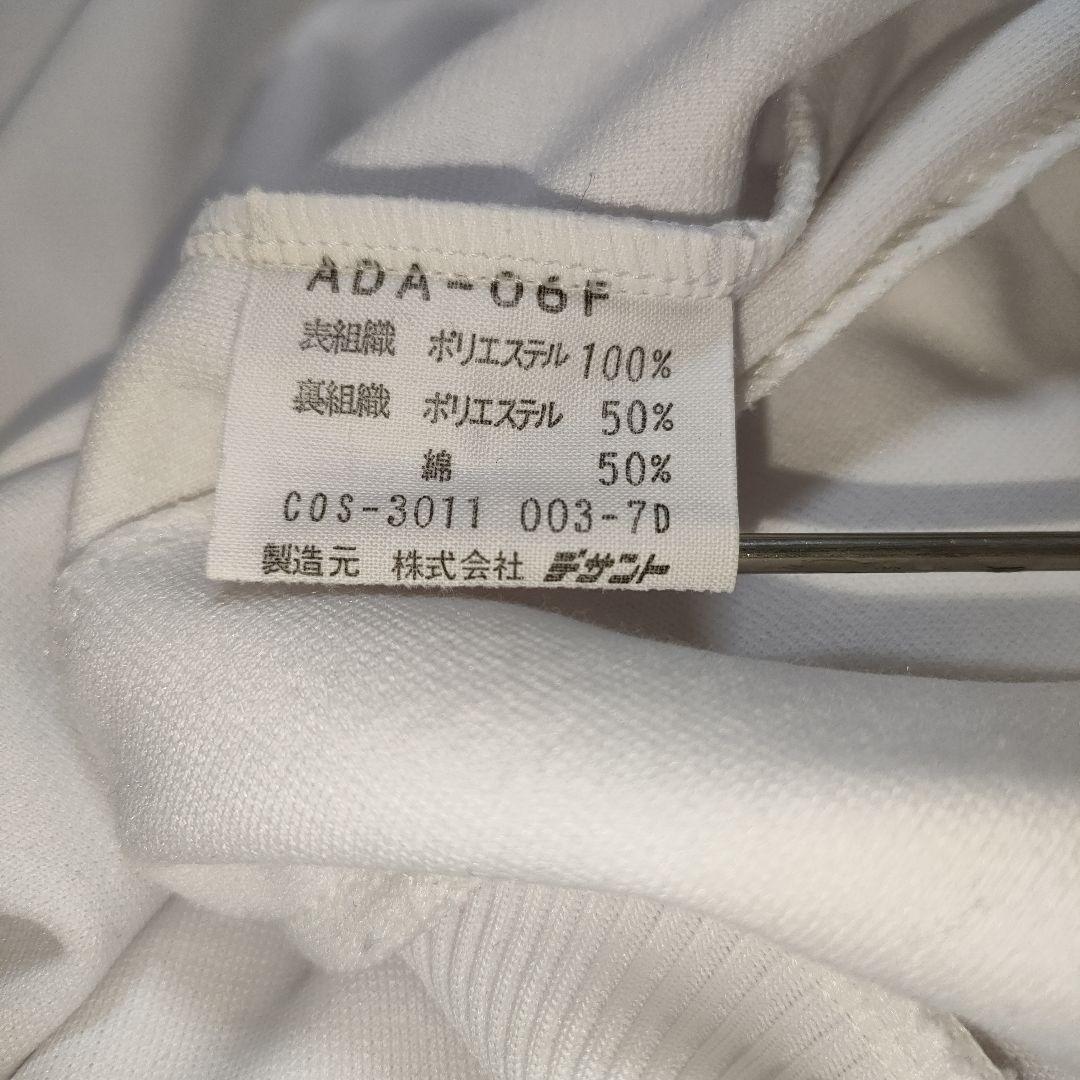 ADA-06F
表組織 ポリエステル 100%
裏組織 ポリエステル 50%
綿 50%
COS-3011 003-7D
製造元 株式会社 デサント